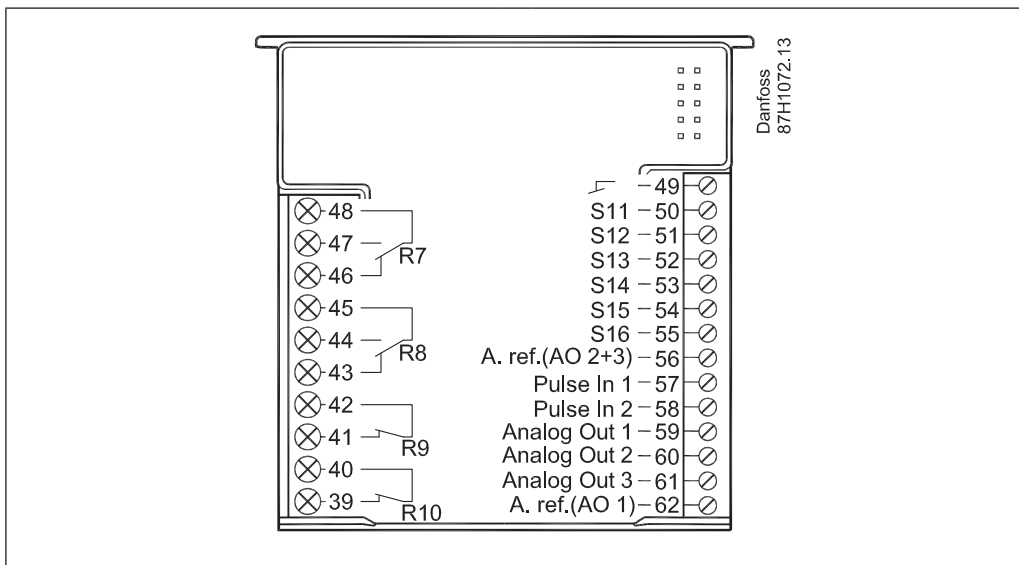 Danfoss
87H1072.13
48
47
R7
46
45
44
R8
43
42
41
R9
40
39
R10
49
S11 50
S12 51
S13 52
S14 53
S15 54
S16 55
A. ref.(AO 2+3) 56
Pulse In 1 57
Pulse In 2 58
Analog Out 1 59
Analog Out 2 60
Analog Out 3 61
A. ref.(AO 1) 62